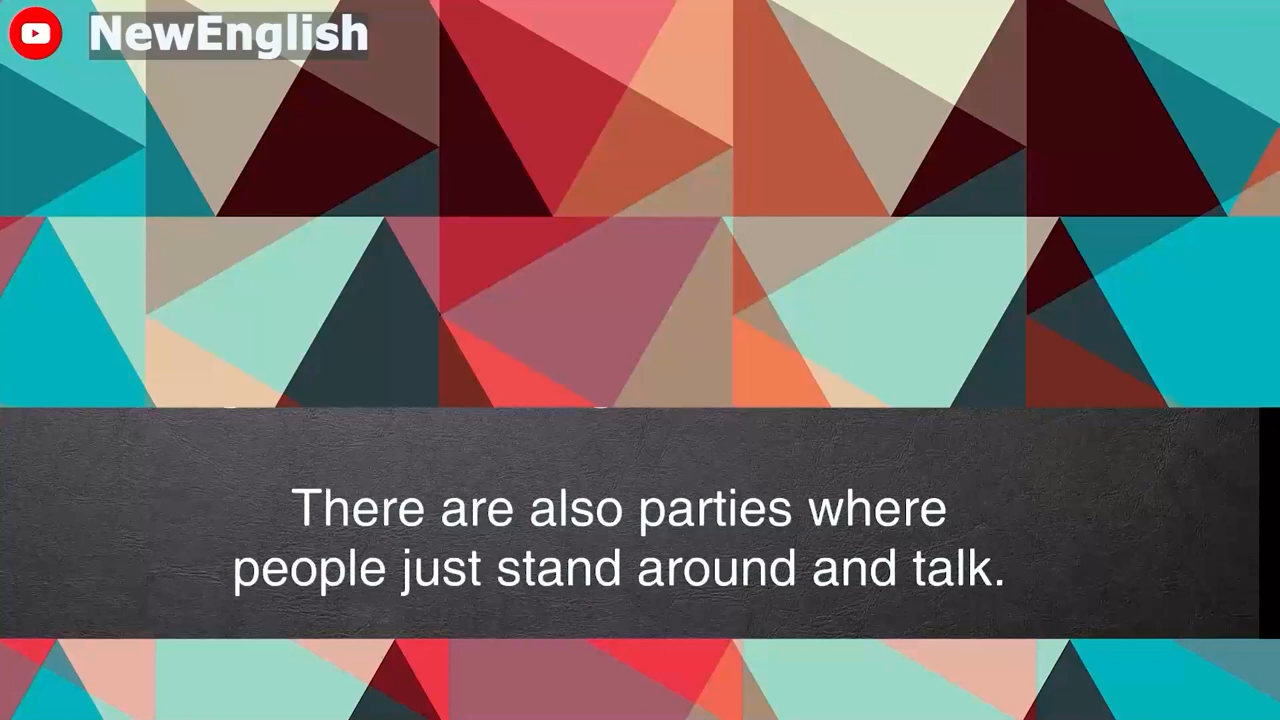 NewEnglish
There are also parties where
people just stand around and talk.